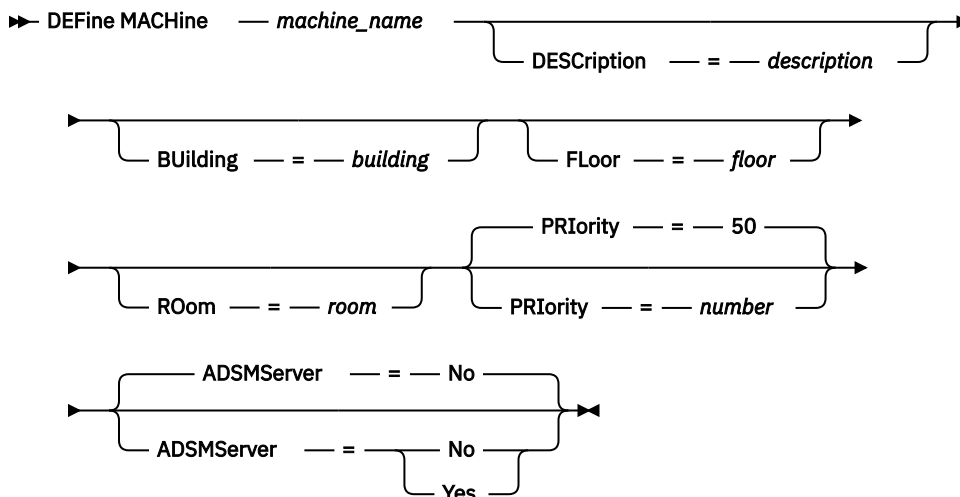 DEFine MACHine machine_name
DESCription = description
BUilding = building FLoor = floor
PRIority = 50
ROom = room PRIority = number
ADSMServer = No
ADSMServer = No
Yes